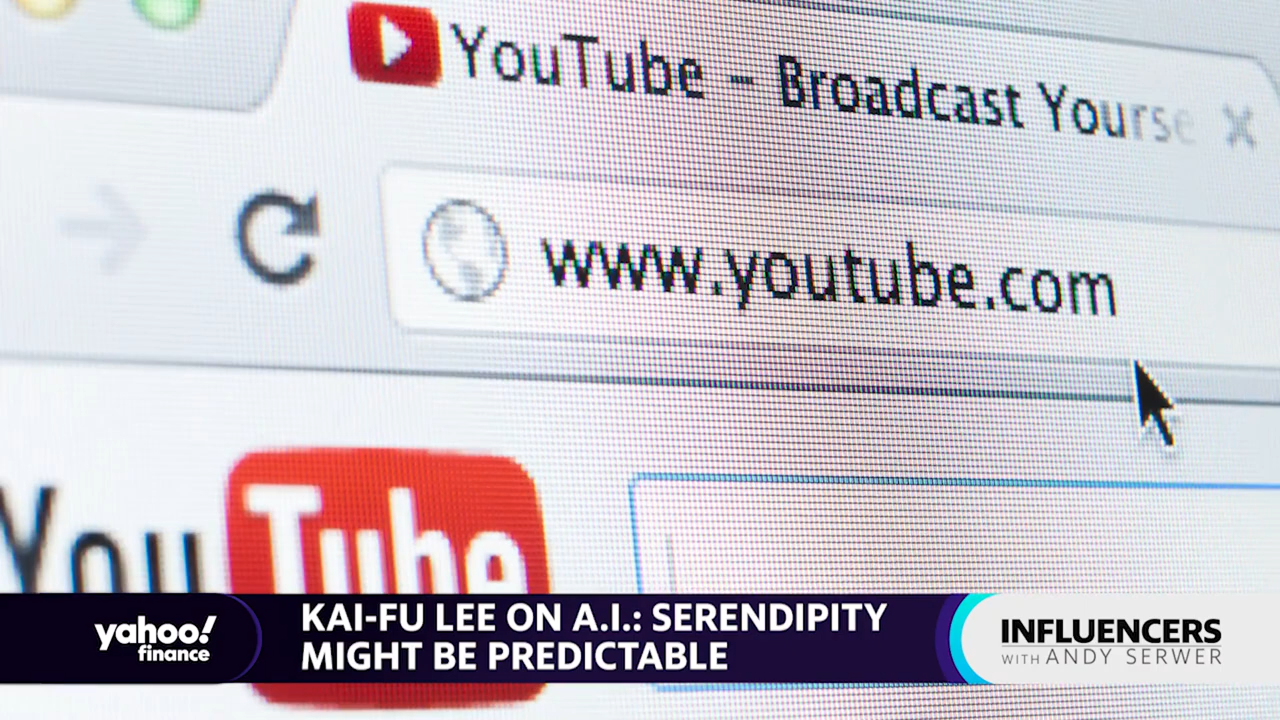 YouTube – Broadcast Yourse
www.youtube.com
YouTube
KAI-FU LEE ON A.I.: SERENDIPITY
MIGHT BE PREDICTABLE
yahoo!
finance
INFLUENCERS
WITH ANDY SERWER